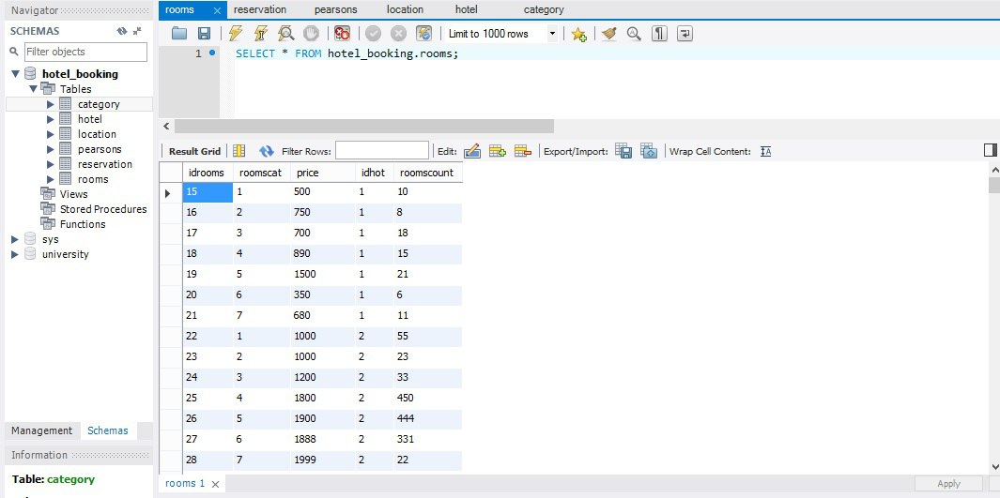 Navigator
SCHEMAS
Filter objects
hotel_booking
Tables
category
hotel
location
pearsons
reservation
rooms
Views
Stored Procedures
Functions
sys
university
Management Schemas
Information
Table: category
rooms reservation pearsons location hotel category
Limit to 1000 rows
1 SELECT * FROM hotel_booking.rooms;
Result Grid Filter Rows: Edit: Export/Import: Wrap Cell Content: IA
idrooms roomscat price idhot roomscount
15 1 500 1 10
16 2 750 1 8
17 3 700 1 18
18 4 890 1 15
19 5 1500 1 21
20 6 350 1 6
21 7 680 1 11
22 1 1000 2 55
23 2 1000 2 23
24 3 1200 2 33
25 4 1800 2 450
26 5 1900 2 444
27 6 1888 2 331
28 7 1999 2 22
rooms 1 Apply